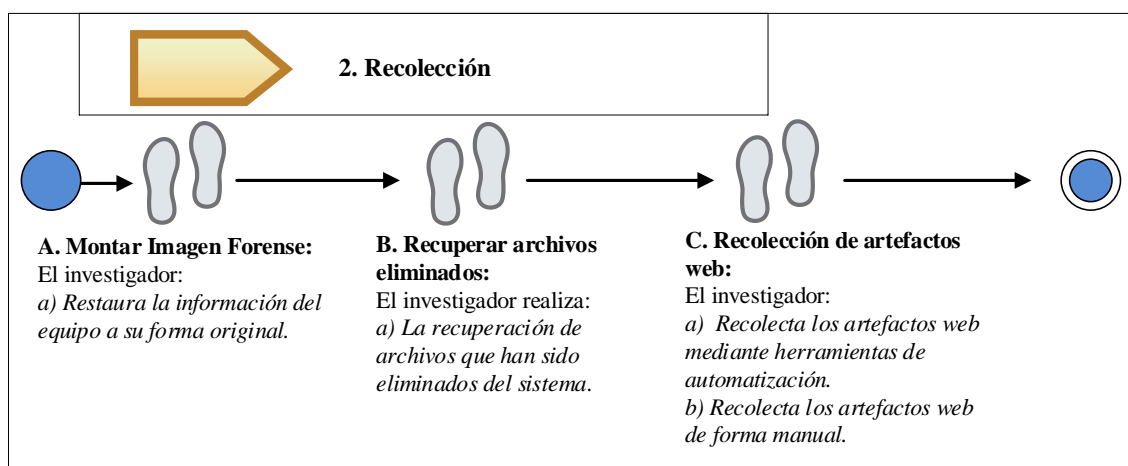 2. Recolección
A. Montar Imagen Forense:
El investigador:
a) Restaura la información del
equipo a su forma original.
B. Recuperar archivos
eliminados:
El investigador realiza:
a) La recuperación de
archivos que han sido
eliminados del sistema.
C. Recolección de artefactos
web:
El investigador:
a) Recolecta los artefactos web
mediante herramientas de
automatización.
b) Recolecta los artefactos web
de forma manual.